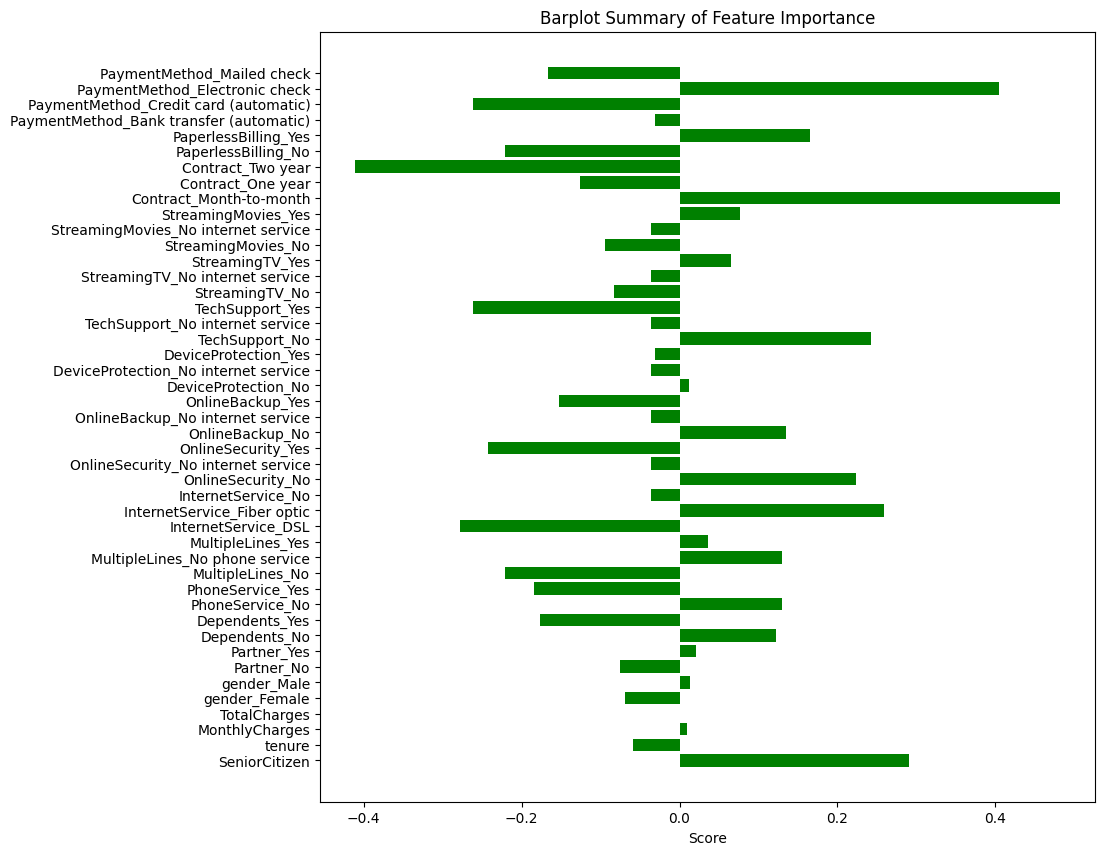 Barplot Summary of Feature Importance
PaymentMethod_Mailed check
PaymentMethod_Electronic check
PaymentMethod_Credit card (automatic)
PaymentMethod_Bank transfer (automatic)
PaperlessBilling_Yes
PaperlessBilling_No
Contract_Two year
Contract_One year
Contract_Month-to-month
StreamingMovies_Yes
StreamingMovies_No internet service
StreamingMovies_No
StreamingTV_Yes
StreamingTV_No internet service
StreamingTV_No
TechSupport_Yes
TechSupport_No internet service
TechSupport_No
DeviceProtection_Yes
DeviceProtection_No internet service
DeviceProtection_No
OnlineBackup_Yes
OnlineBackup_No internet service
OnlineBackup_No
OnlineSecurity_Yes
OnlineSecurity_No internet service
OnlineSecurity_No
InternetService_No
InternetService_Fiber optic
InternetService_DSL
MultipleLines_Yes
MultipleLines_No phone service
MultipleLines_No
PhoneService_Yes
PhoneService_No
Dependents_Yes
Dependents_No
Partner_Yes
Partner_No
gender_Male
gender_Female
TotalCharges
MonthlyCharges
tenure
SeniorCitizen
−0.4 −0.2 0.0 0.2 0.4
Score